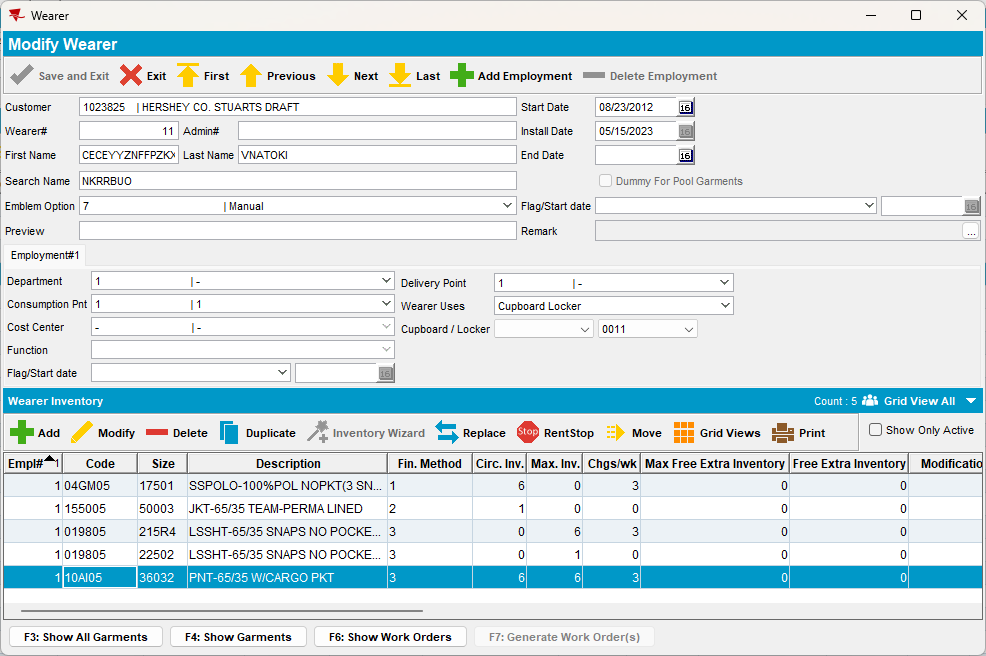 Wearer
Modify Wearer
Save and Exit Exit First Previous Next Last Add Employment Delete Employment
Customer 1023825 | HERSHEY CO. STUARTS DRAFT Start Date 08/23/2012 16
Wearer# 11 Admin# Install Date 05/15/2023 16
First Name CECEYYZNFFPZKX Last Name VNATOKI End Date 16
Search Name NKRRBUO Dummy For Pool Garments
Emblem Option 7 | Manual Flag/Start date 16
Preview Remark ...
Employment#1
Department 1 | - Delivery Point 1 | -
Consumption Pnt 1 | 1 Wearer Uses Cupboard Locker
Cost Center - | - Cupboard / Locker 0011
Function
Flag/Start date 16
Wearer Inventory Count : 5 Grid View All
Add Modify Delete Duplicate Inventory Wizard Replace Stop RentStop Move Grid Views Print Show Only Active
Empl# 1 Code Size Description Fin. Method Circ. Inv. Max. Inv. Chgs/wk Max Free Extra Inventory Free Extra Inventory Modificatio
1 04GM05 17501 SSPOLO-100%POL NOPKT(3 SN... 1 6 0 3 0 0
1 155005 50003 JKT-65/35 TEAM-PERMA LINED 2 1 0 0 0 0
1 019805 215R4 LSSHT-65/35 SNAPS NO POCKE... 3 0 6 3 0 0
1 019805 22502 LSSHT-65/35 SNAPS NO POCKE... 3 0 1 0 0 0
1 10AI05 36032 PNT-65/35 W/CARGO PKT 3 6 6 3 0 0
F3: Show All Garments F4: Show Garments F6: Show Work Orders F7: Generate Work Order(s)